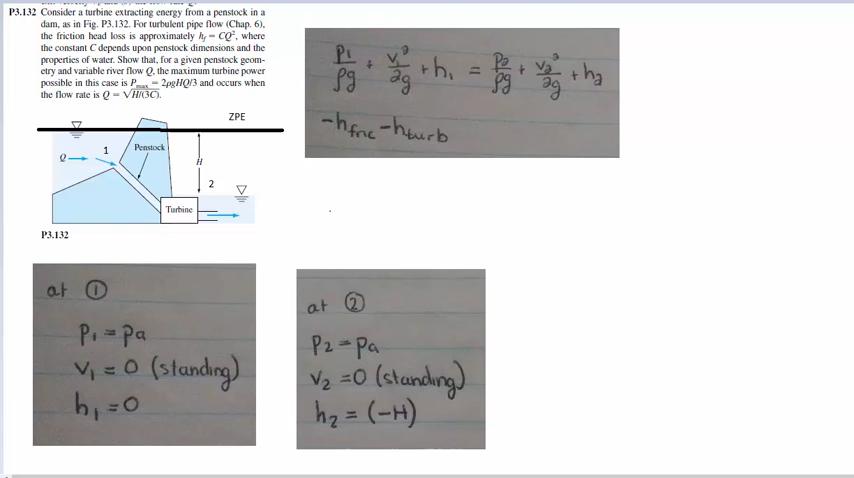 P3.132 Consider a turbine extracting energy from a penstock in a
dam, as in Fig. P3.132. For turbulent pipe flow (Chap. 6),
the friction head loss is approximately h_f = CQ², where
the constant C depends upon penstock dimensions and the
properties of water. Show that, for a given penstock geom-
etry and variable river flow Q, the maximum turbine power
possible in this case is P_max = 2ρgHQ/3 and occurs when
the flow rate is Q = √H/(3C).
ZPE
Q
1
Penstock
H
2
Turbine
P3.132
P₁/ρg + V₁²/2g + h₁ = P₂/ρg + V₂²/2g + h₂
-h_fric -h_turb
at ①
P₁ = Pa
V₁ = 0 (standing)
h₁ = 0
at ②
P₂ = Pa
V₂ = 0 (standing)
h₂ = (-H)